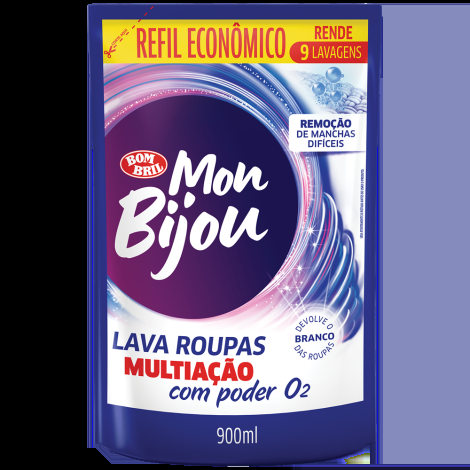 REFIL ECONÔMICO
RENDE
9 LAVAGENS
REMOÇÃO
DE MANCHAS
DIFÍCEIS
BOM
BRIL
Mon
Bijou
DEVOLVE O
BRANCO
DAS ROUPAS
LAVA ROUPAS
MULTIAÇÃO
com poder O2
900ml